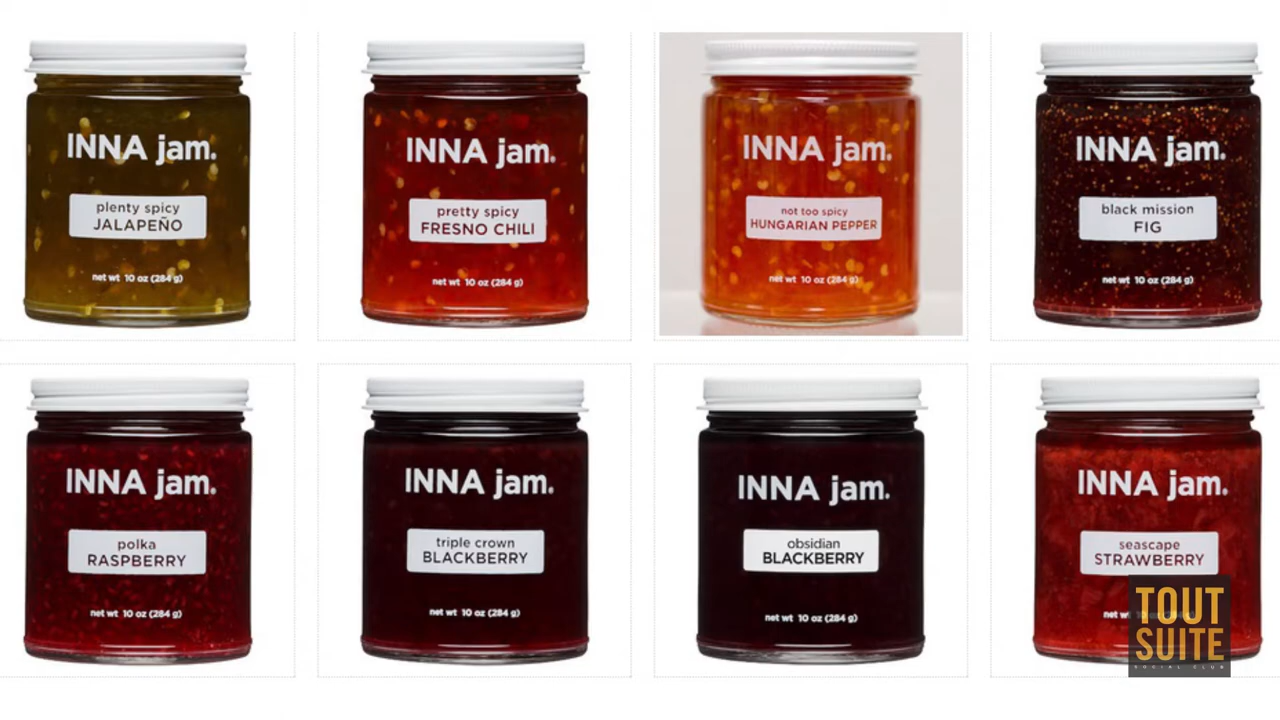 INNA jam.
plenty spicy
JALAPEÑO
net wt 10 oz (284 g)
INNA jam.
pretty spicy
FRESNO CHILI
net wt 10 oz (284 g)
INNA jam.
not too spicy
HUNGARIAN PEPPER
net wt 10 oz (284 g)
INNA jam.
black mission
FIG
net wt 10 oz (284 g)
INNA jam.
polka
RASPBERRY
net wt 10 oz (284 g)
INNA jam.
triple crown
BLACKBERRY
net wt 10 oz (284 g)
INNA jam.
obsidian
BLACKBERRY
net wt 10 oz (284 g)
INNA jam.
seascape
STRAWBERRY
net
TOUT
SUITE
SOCIAL CLUB